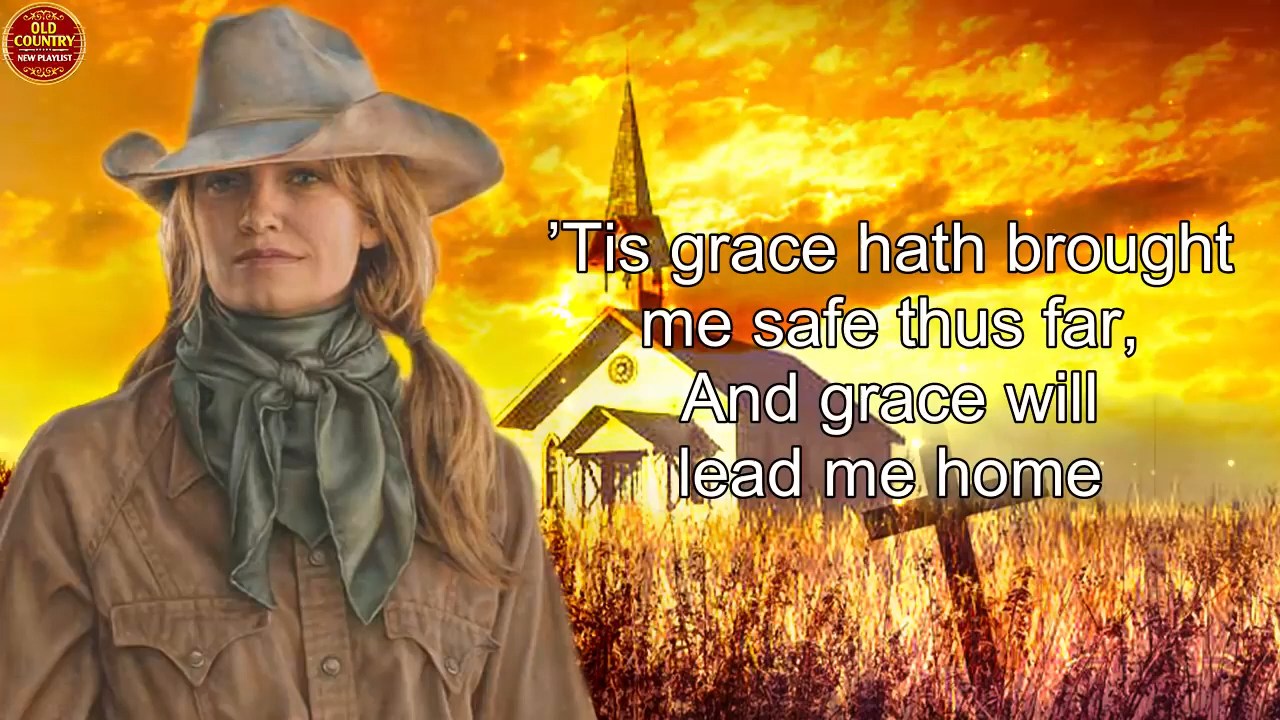 OLD
COUNTRY
NEW PLAYLIST
’Tis grace hath brought
me safe thus far,
And grace will
lead me home